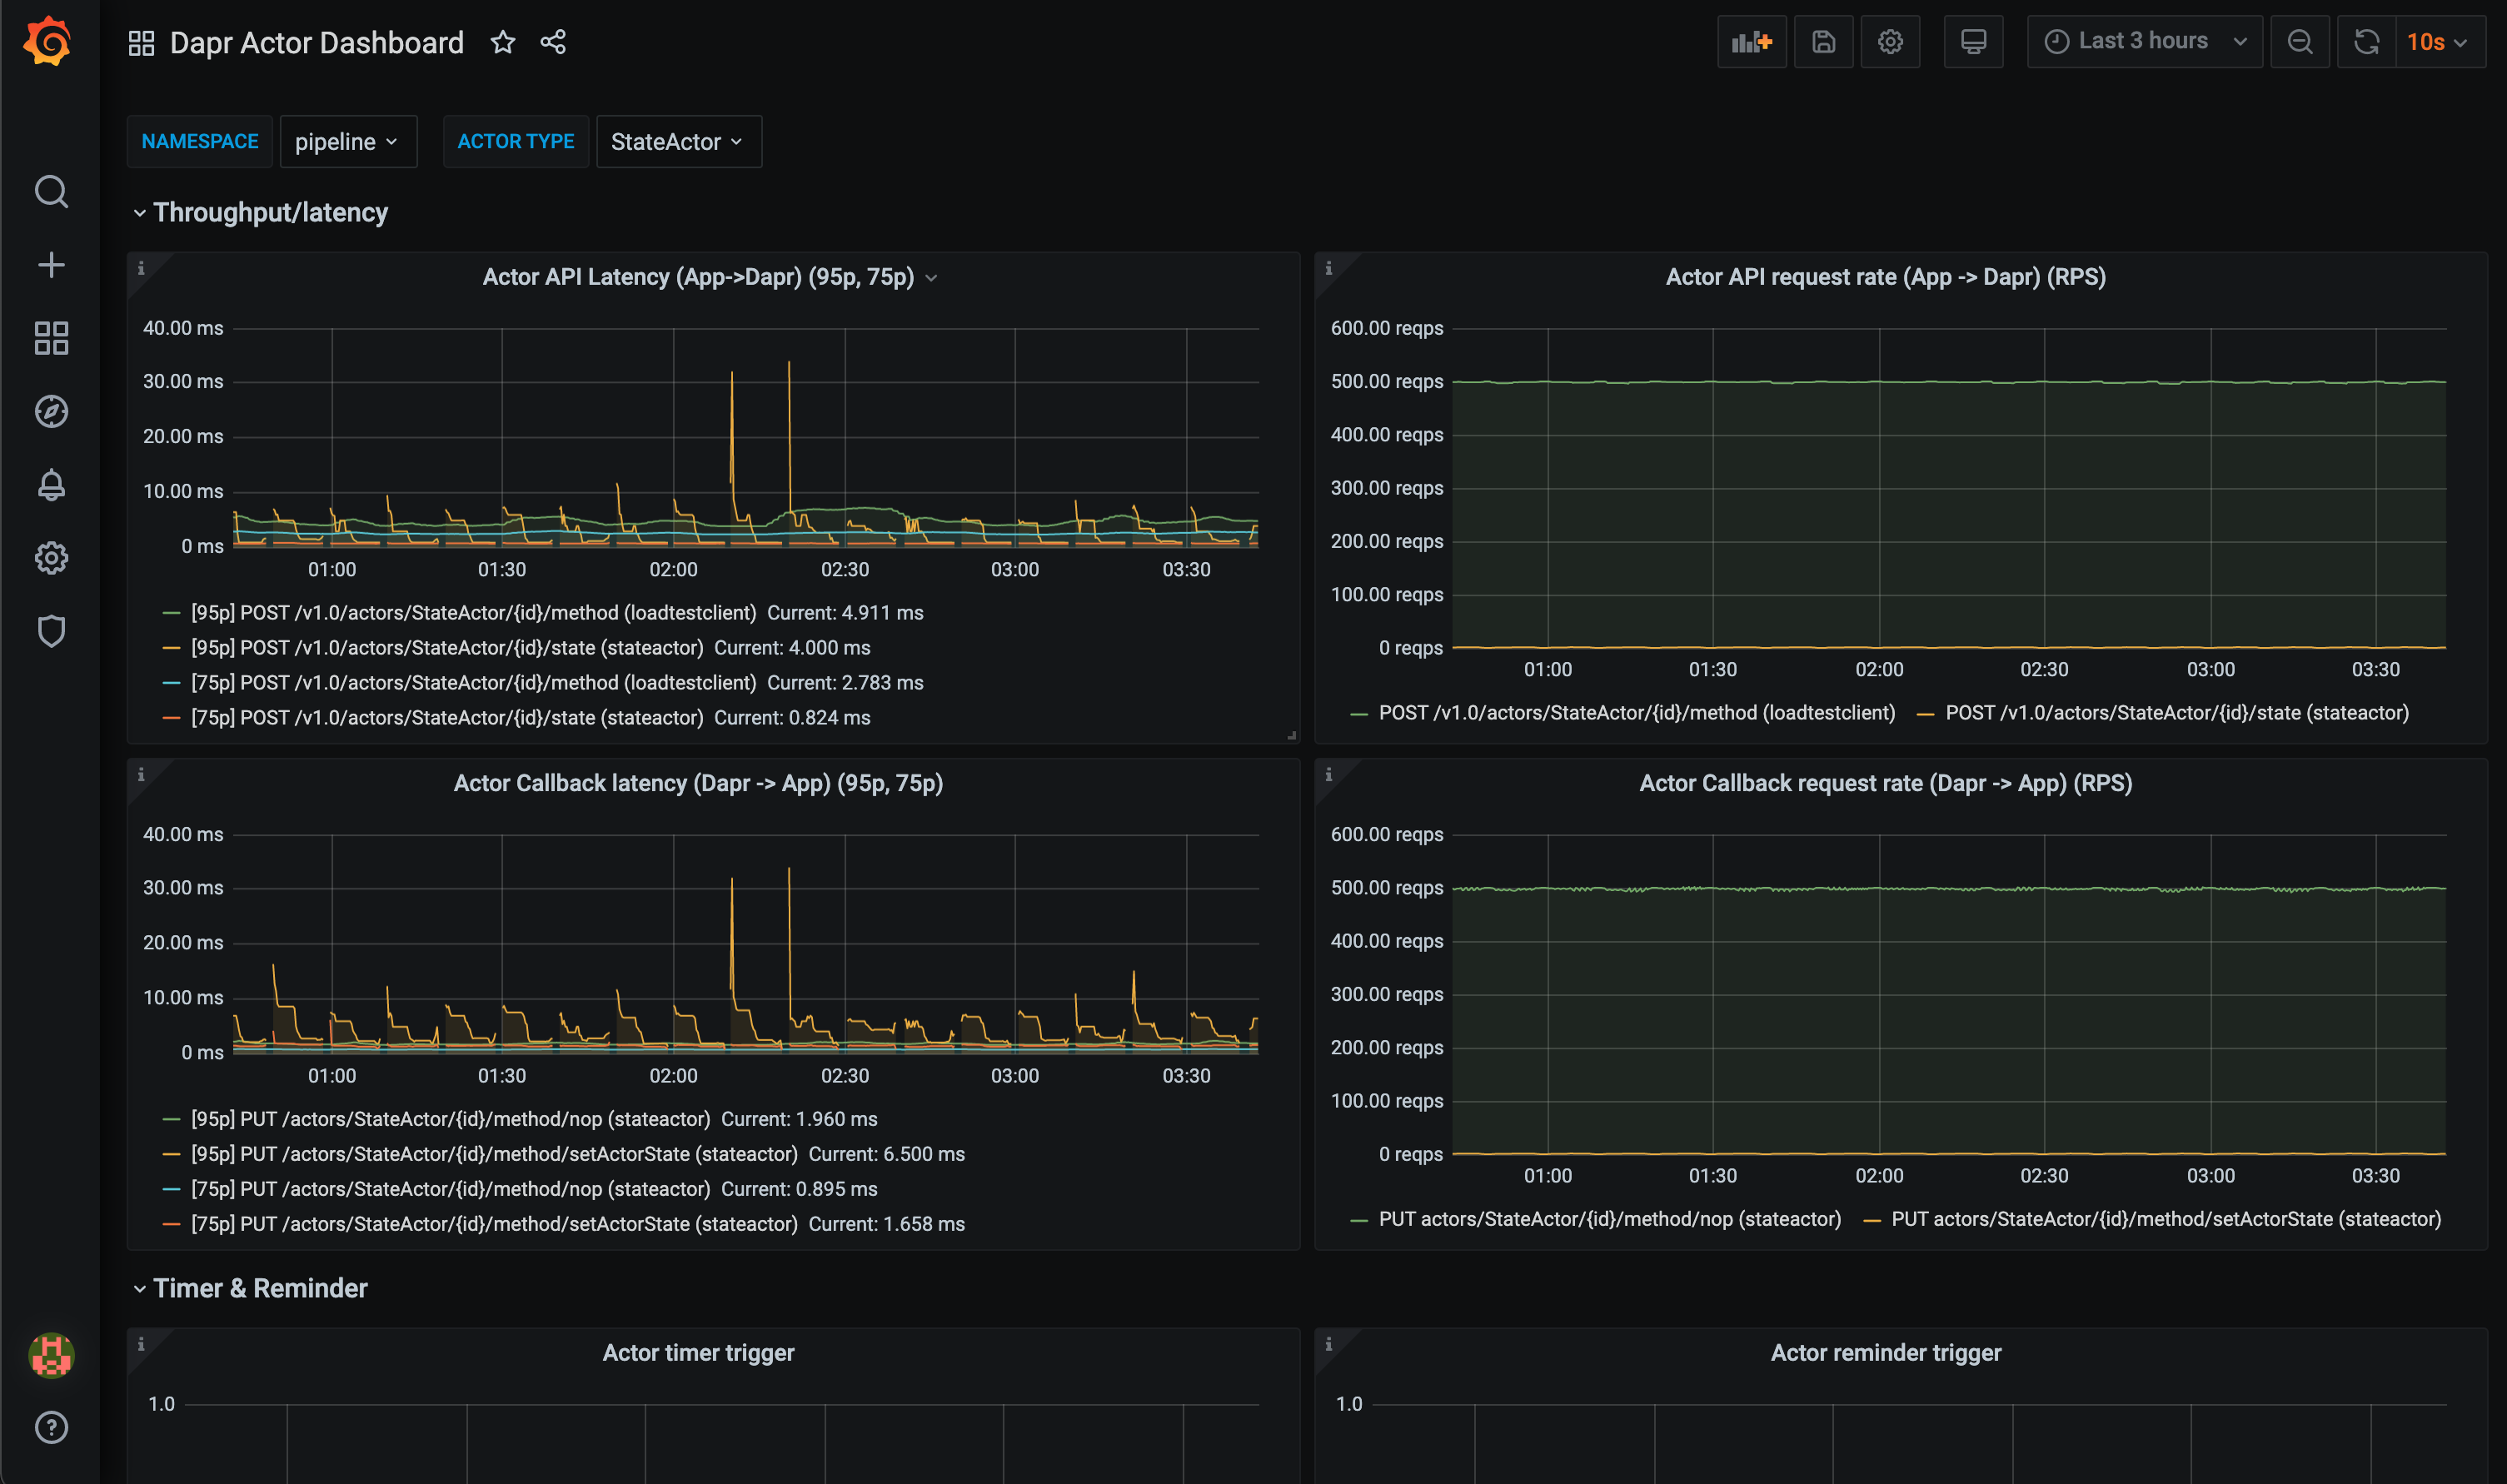 Dapr Actor Dashboard
Last 3 hours
10s
NAMESPACE pipeline ACTOR TYPE StateActor
Throughput/latency
Actor API Latency (App->Dapr) (95p, 75p)
40.00 ms
30.00 ms
20.00 ms
10.00 ms
0 ms
01:00 01:30 02:00 02:30 03:00 03:30
[95p] POST /v1.0/actors/StateActor/{id}/method (loadtestclient) Current: 4.911 ms
[95p] POST /v1.0/actors/StateActor/{id}/state (stateactor) Current: 4.000 ms
[75p] POST /v1.0/actors/StateActor/{id}/method (loadtestclient) Current: 2.783 ms
[75p] POST /v1.0/actors/StateActor/{id}/state (stateactor) Current: 0.824 ms
Actor API request rate (App -> Dapr) (RPS)
600.00 reqps
500.00 reqps
400.00 reqps
300.00 reqps
200.00 reqps
100.00 reqps
0 reqps
01:00 01:30 02:00 02:30 03:00 03:30
POST /v1.0/actors/StateActor/{id}/method (loadtestclient) POST /v1.0/actors/StateActor/{id}/state (stateactor)
Actor Callback latency (Dapr -> App) (95p, 75p)
40.00 ms
30.00 ms
20.00 ms
10.00 ms
0 ms
01:00 01:30 02:00 02:30 03:00 03:30
[95p] PUT /actors/StateActor/{id}/method/nop (stateactor) Current: 1.960 ms
[95p] PUT /actors/StateActor/{id}/method/setActorState (stateactor) Current: 6.500 ms
[75p] PUT /actors/StateActor/{id}/method/nop (stateactor) Current: 0.895 ms
[75p] PUT /actors/StateActor/{id}/method/setActorState (stateactor) Current: 1.658 ms
Actor Callback request rate (Dapr -> App) (RPS)
600.00 reqps
500.00 reqps
400.00 reqps
300.00 reqps
200.00 reqps
100.00 reqps
0 reqps
01:00 01:30 02:00 02:30 03:00 03:30
PUT actors/StateActor/{id}/method/nop (stateactor) PUT actors/StateActor/{id}/method/setActorState (stateactor)
Timer & Reminder
Actor timer trigger
1.0
Actor reminder trigger
1.0